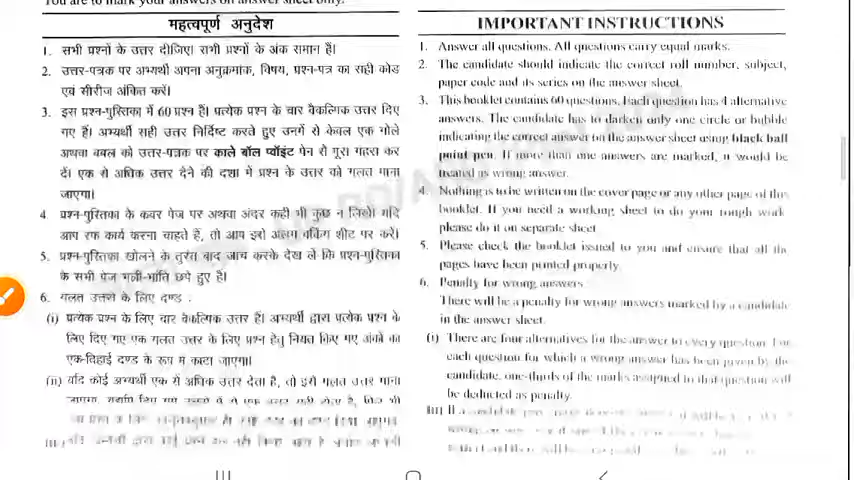 You are to mark your answers on answer sheet only.
महत्वपूर्ण अनुदेश
1. सभी प्रश्नों के उत्तर दीजिए। सभी प्रश्नों के अंक समान हैं।
2. उत्तर-पत्रक पर अभ्यर्थी अपना अनुक्रमांक, विषय, प्रश्न-पत्र का सही कोड
एवं सीरीज अंकित करें।
3. इस प्रश्न-पुस्तिका में 60 प्रश्न हैं। प्रत्येक प्रश्न के चार वैकल्पिक उत्तर दिए
गए हैं। अभ्यर्थी सही उत्तर निर्दिष्ट करते हुए उनमें से केवल एक गोले
अथवा बबल को उत्तर-पत्रक पर काले बॉल प्वॉइंट पेन से पूरा गहरा कर
दें। एक से अधिक उत्तर देने की दशा में प्रश्न के उत्तर को गलत माना
जाएगा।
4. प्रश्न-पुस्तिका के कवर पेज पर अथवा अंदर कहीं भी कुछ न लिखें। यदि
आप रफ कार्य करना चाहते हैं, तो आप इसे अलग वर्किंग शीट पर करें।
5. प्रश्न-पुस्तिका खोलने के तुरंत बाद जाच करके देख लें कि प्रश्न-पुस्तिका
के सभी पेज भली-भांति छपे हुए है।
6. गलत उत्तरों के लिए दण्ड :
(i) प्रत्येक प्रश्न के लिए चार वैकल्पिक उत्तर हैं। अभ्यर्थी द्वारा प्रत्येक प्रश्न के
लिए दिए गए एक गलत उत्तर के लिए प्रश्न हेतु नियत किए गए अंकों का
एक-तिहाई दण्ड के रूप में काटा जाएगा।
(ii) यदि कोई अभ्यर्थी एक से अधिक उत्तर देता है, तो इसे गलत उत्तर माना
IMPORTANT INSTRUCTIONS
1. Answer all questions. All questions carry equal marks.
2. The candidate should indicate the correct roll number, subject,
paper code and its series on the answer sheet.
3. This booklet contains 60 questions. Each question has 4 alternative
answers. The candidate has to darken only one circle or bubble
indicating the correct answer on the answer sheet using black ball
point pen. If more than one answers are marked, it would be
treated as wrong answer.
4. Nothing is to be written on the cover page or any other page of this
booklet. If you need a working sheet to do your rough work
please do it on separate sheet
5. Please check the booklet issued to you and ensure that all the
pages have been printed properly.
6. Penalty for wrong answers
There will be a penalty for wrong answers marked by a candidate
in the answer sheet.
(i) There are four alternatives for the answer to every question. For
each question for which a wrong answer has been given by the
candidate, one-thirds of the marks assigned to that question will
be deducted as penalty.